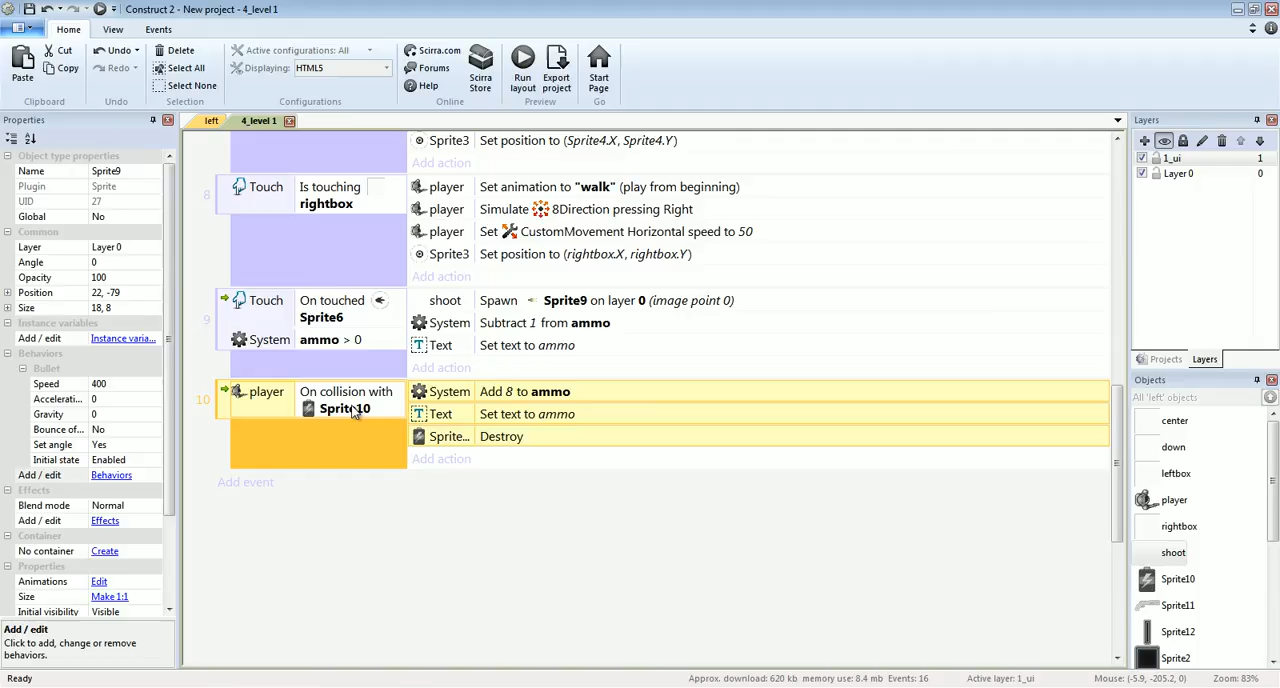 Construct 2 - New project - 4_level 1
Home View Events
Paste
Cut
Copy
Clipboard
Undo
Redo
Undo
Delete
Select All
Select None
Selection
Active configurations: All
Displaying: HTML5
Configurations
Scirra.com
Forums
Help
Online
Scirra Store
Run layout
Export project
Preview
Start Page
Go
Properties
Object type properties
Name Sprite9
Plugin Sprite
UID 27
Global No
Common
Layer Layer 0
Angle 0
Opacity 100
Position 22, -79
Size 18, 8
Instance variables
Add / edit Instance varia...
Behaviors
Bullet
Speed 400
Accelerati... 0
Gravity 0
Bounce of... No
Set angle Yes
Initial state Enabled
Add / edit Behaviors
Effects
Blend mode Normal
Add / edit Effects
Container
No container Create
Properties
Animations Edit
Size Make 1:1
Initial visibility Visible
Add / edit
Click to add, change or remove behaviors.
left 4_level 1
Sprite3 Set position to (Sprite4.X, Sprite4.Y)
Add action
8 Touch Is touching rightbox
player Set animation to "walk" (play from beginning)
player Simulate 8Direction pressing Right
player Set CustomMovement Horizontal speed to 50
Sprite3 Set position to (rightbox.X, rightbox.Y)
Add action
9 Touch On touched Sprite6
System ammo > 0
shoot Spawn Sprite9 on layer 0 (image point 0)
System Subtract 1 from ammo
Text Set text to ammo
Add action
10 player On collision with Sprite10
System Add 8 to ammo
Text Set text to ammo
Sprite... Destroy
Add action
Add event
Layers
1_ui 1
Layer 0 0
Projects Layers
Objects
All 'left' objects
center
down
leftbox
player
rightbox
shoot
Sprite10
Sprite11
Sprite12
Sprite2
Ready
Approx. download: 620 kb memory use: 8.4 mb Events: 16 Active layer: 1_ui Mouse: (-5.9, -205.2, 0) Zoom: 83%